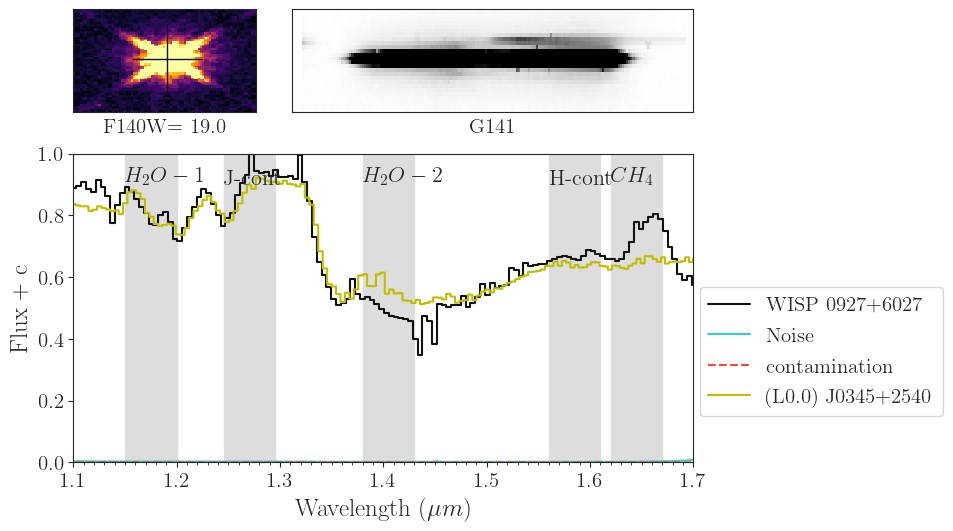 F140W= 19.0
G141
H₂O − 1
J-cont
H₂O − 2
H-cont
CH₄
Flux + c
1.0
0.8
0.6
0.4
0.2
0.0
1.1
1.2
1.3
1.4
1.5
1.6
1.7
Wavelength (μm)
WISP 0927+6027
Noise
contamination
(L0.0) J0345+2540